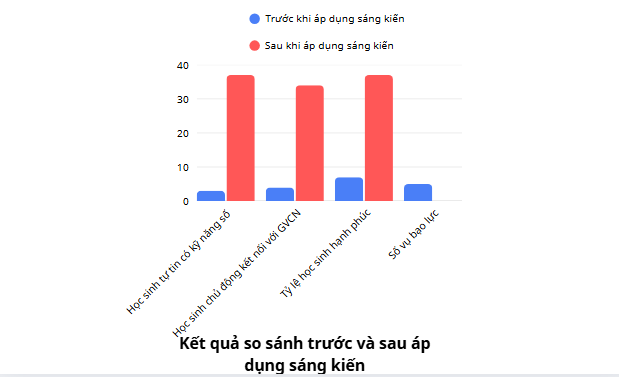 Trước khi áp dụng sáng kiến
Sau khi áp dụng sáng kiến
40
30
20
10
0
Học sinh tự tin có kỹ năng số
Học sinh chủ động kết nối với GVCN
Tỷ lệ học sinh hạnh phúc
Số vụ bạo lực
Kết quả so sánh trước và sau áp
dụng sáng kiến